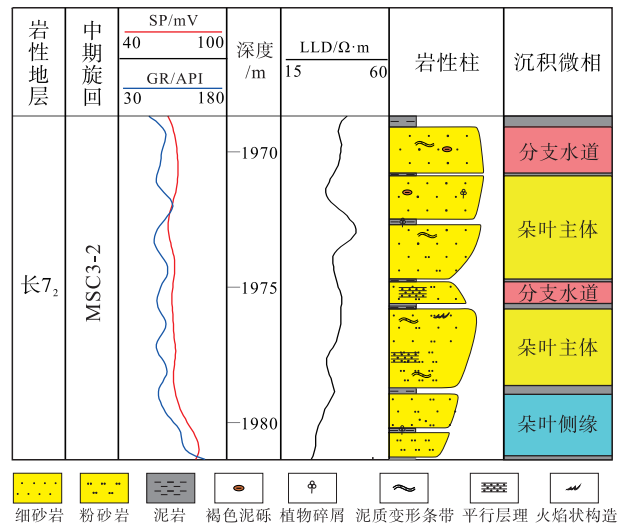 岩性地层
中期旋回
SP/mV
40 100
GR/API
30 180
深度
/m
LLD/Ω·m
15 60
岩性柱
沉积微相
长7₂
MSC3-2
1970
1975
1980
分支水道
朵叶主体
分支水道
朵叶主体
朵叶侧缘
细砂岩 粉砂岩 泥岩 褐色泥砾 植物碎屑 泥质变形条带 平行层理 火焰状构造